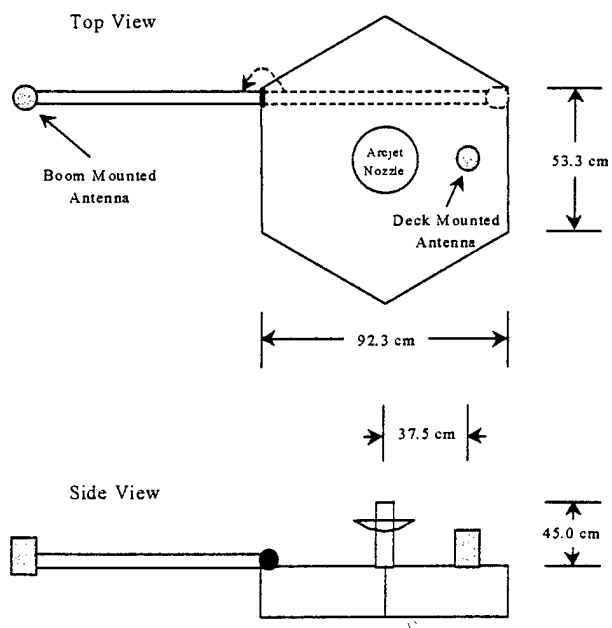 Top View
Boom Mounted
Antenna
Arcjet
Nozzle
Deck Mounted
Antenna
53.3 cm
92.3 cm
37.5 cm
Side View
45.0 cm